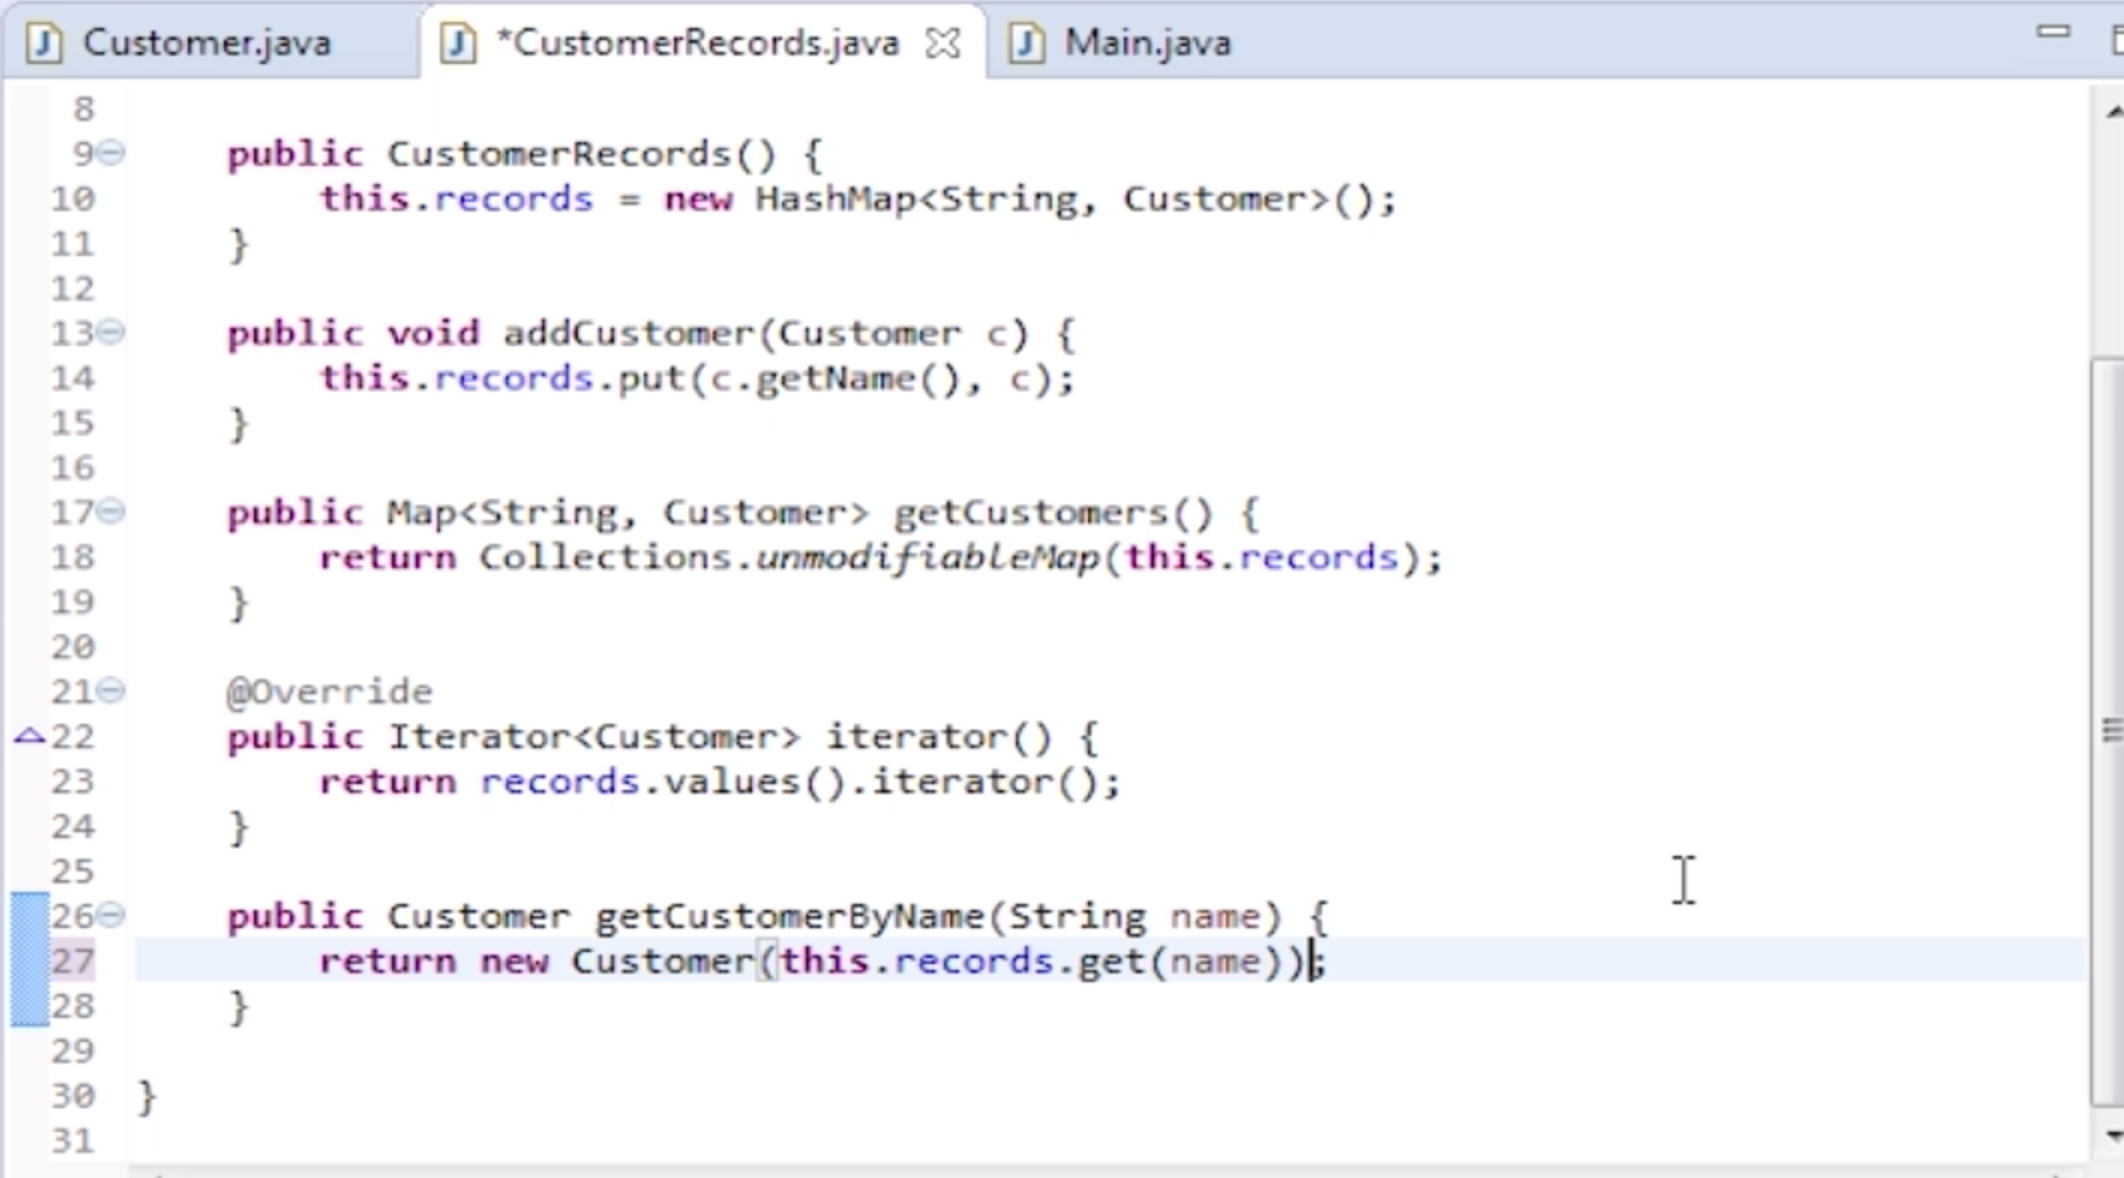 Customer.java *CustomerRecords.java Main.java
8
9 public CustomerRecords() {
10 this.records = new HashMap<String, Customer>();
11 }
12
13 public void addCustomer(Customer c) {
14 this.records.put(c.getName(), c);
15 }
16
17 public Map<String, Customer> getCustomers() {
18 return Collections.unmodifiableMap(this.records);
19 }
20
21 @Override
22 public Iterator<Customer> iterator() {
23 return records.values().iterator();
24 }
25
26 public Customer getCustomerByName(String name) {
27 return new Customer(this.records.get(name));
28 }
29
30 }
31